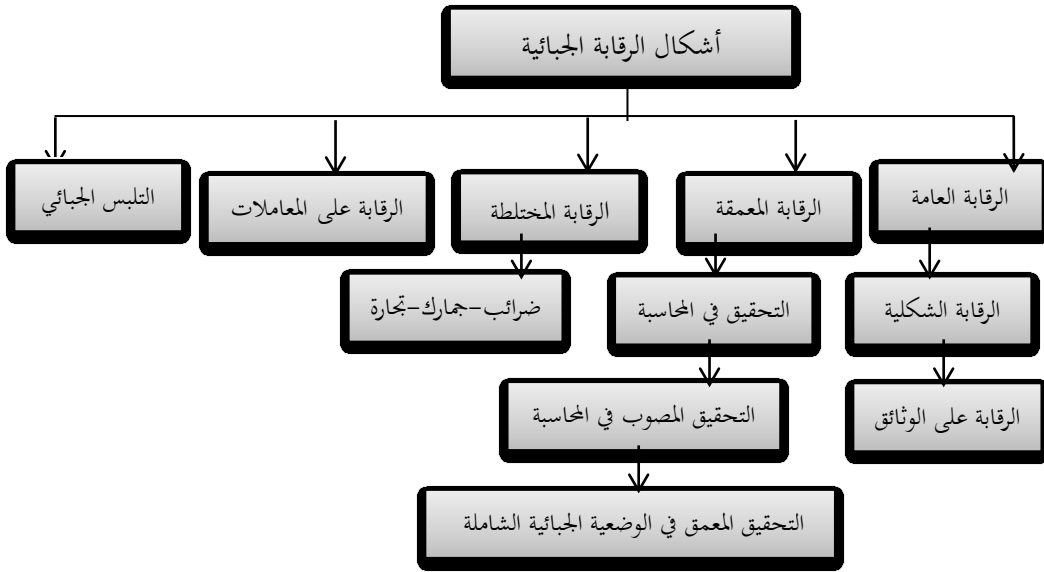 أشكال الرقابة الجبائية
الرقابة العامة
الرقابة المعمقة
الرقابة المختلطة
الرقابة على المعاملات
التلبس الجبائي
الرقابة الشكلية
التحقيق في المحاسبة
ضرائب-جمارك-تجارة
الرقابة على الوثائق
التحقيق المصوب في المحاسبة
التحقيق المعمق في الوضعية الجبائية الشاملة